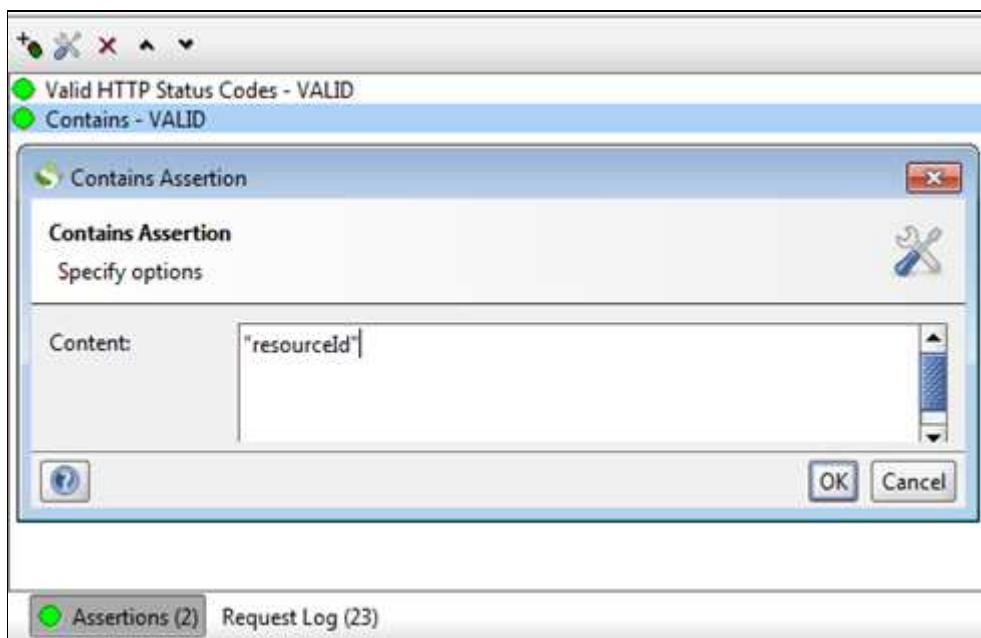 Valid HTTP Status Codes - VALID
Contains - VALID
Contains Assertion
Contains Assertion
Specify options
Content:
"resourceId"
OK
Cancel
Assertions (2)
Request Log (23)